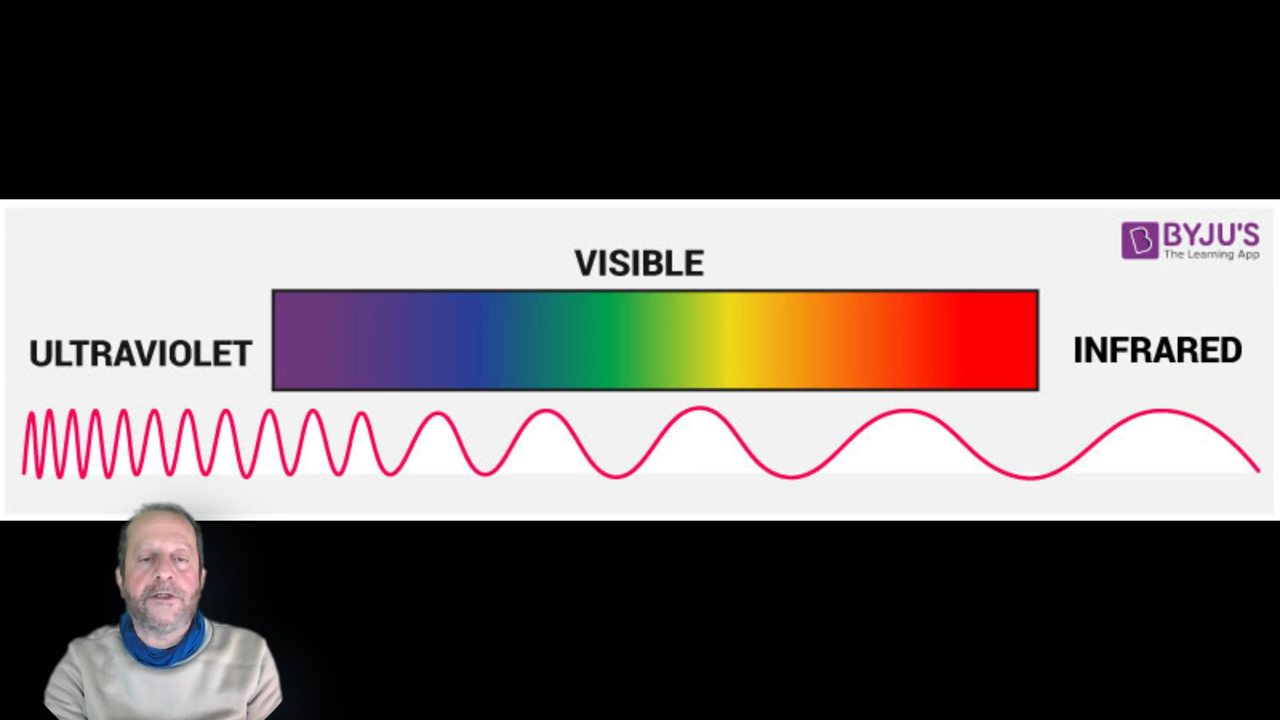 VISIBLE
BYJU'S
The Learning App
ULTRAVIOLET
INFRARED